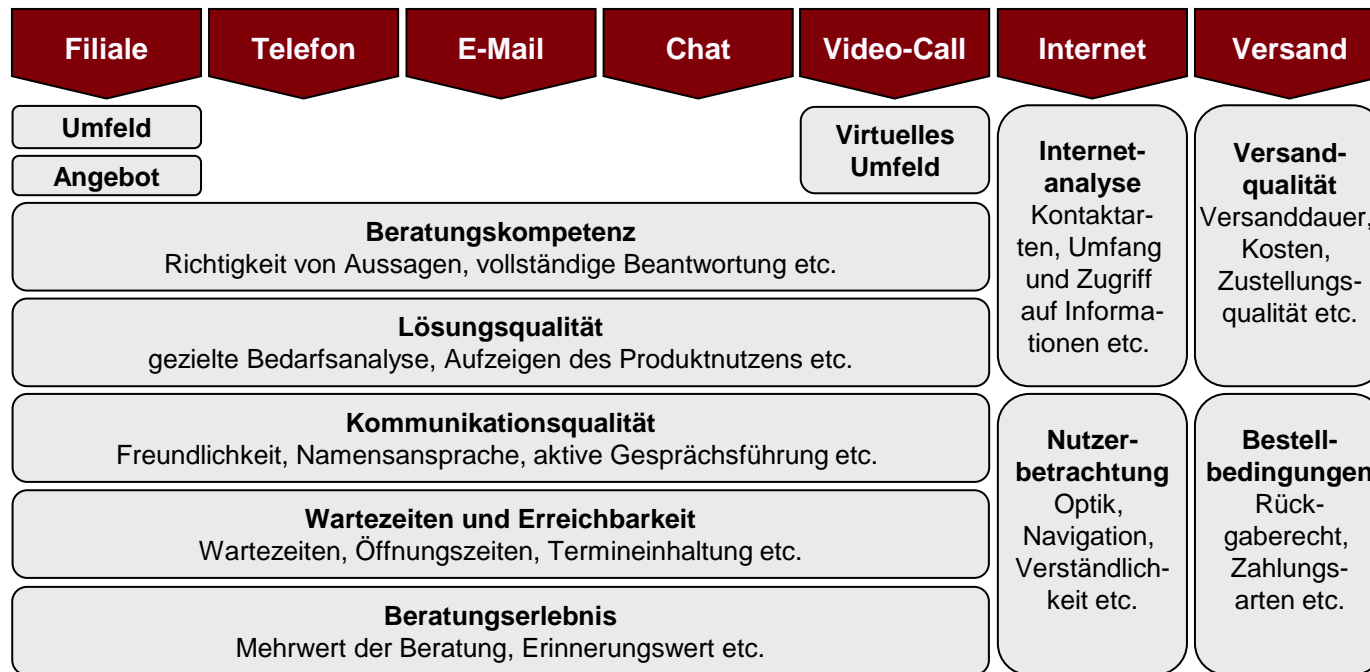 Filiale
Telefon
E-Mail
Chat
Video-Call
Internet
Versand
Umfeld
Angebot
Virtuelles
Umfeld
Beratungskompetenz
Richtigkeit von Aussagen, vollständige Beantwortung etc.
Lösungsqualität
gezielte Bedarfsanalyse, Aufzeigen des Produktnutzens etc.
Kommunikationsqualität
Freundlichkeit, Namensansprache, aktive Gesprächsführung etc.
Wartezeiten und Erreichbarkeit
Wartezeiten, Öffnungszeiten, Termineinhaltung etc.
Beratungserlebnis
Mehrwert der Beratung, Erinnerungswert etc.
Internet-
analyse
Kontaktar-
ten, Umfang
und Zugriff
auf Informa-
tionen etc.
Nutzer-
betrachtung
Optik,
Navigation,
Verständlich-
keit etc.
Versand-
qualität
Versanddauer,
Kosten,
Zustellungs-
qualität etc.
Bestell-
bedingungen
Rück-
gaberecht,
Zahlungs-
arten etc.